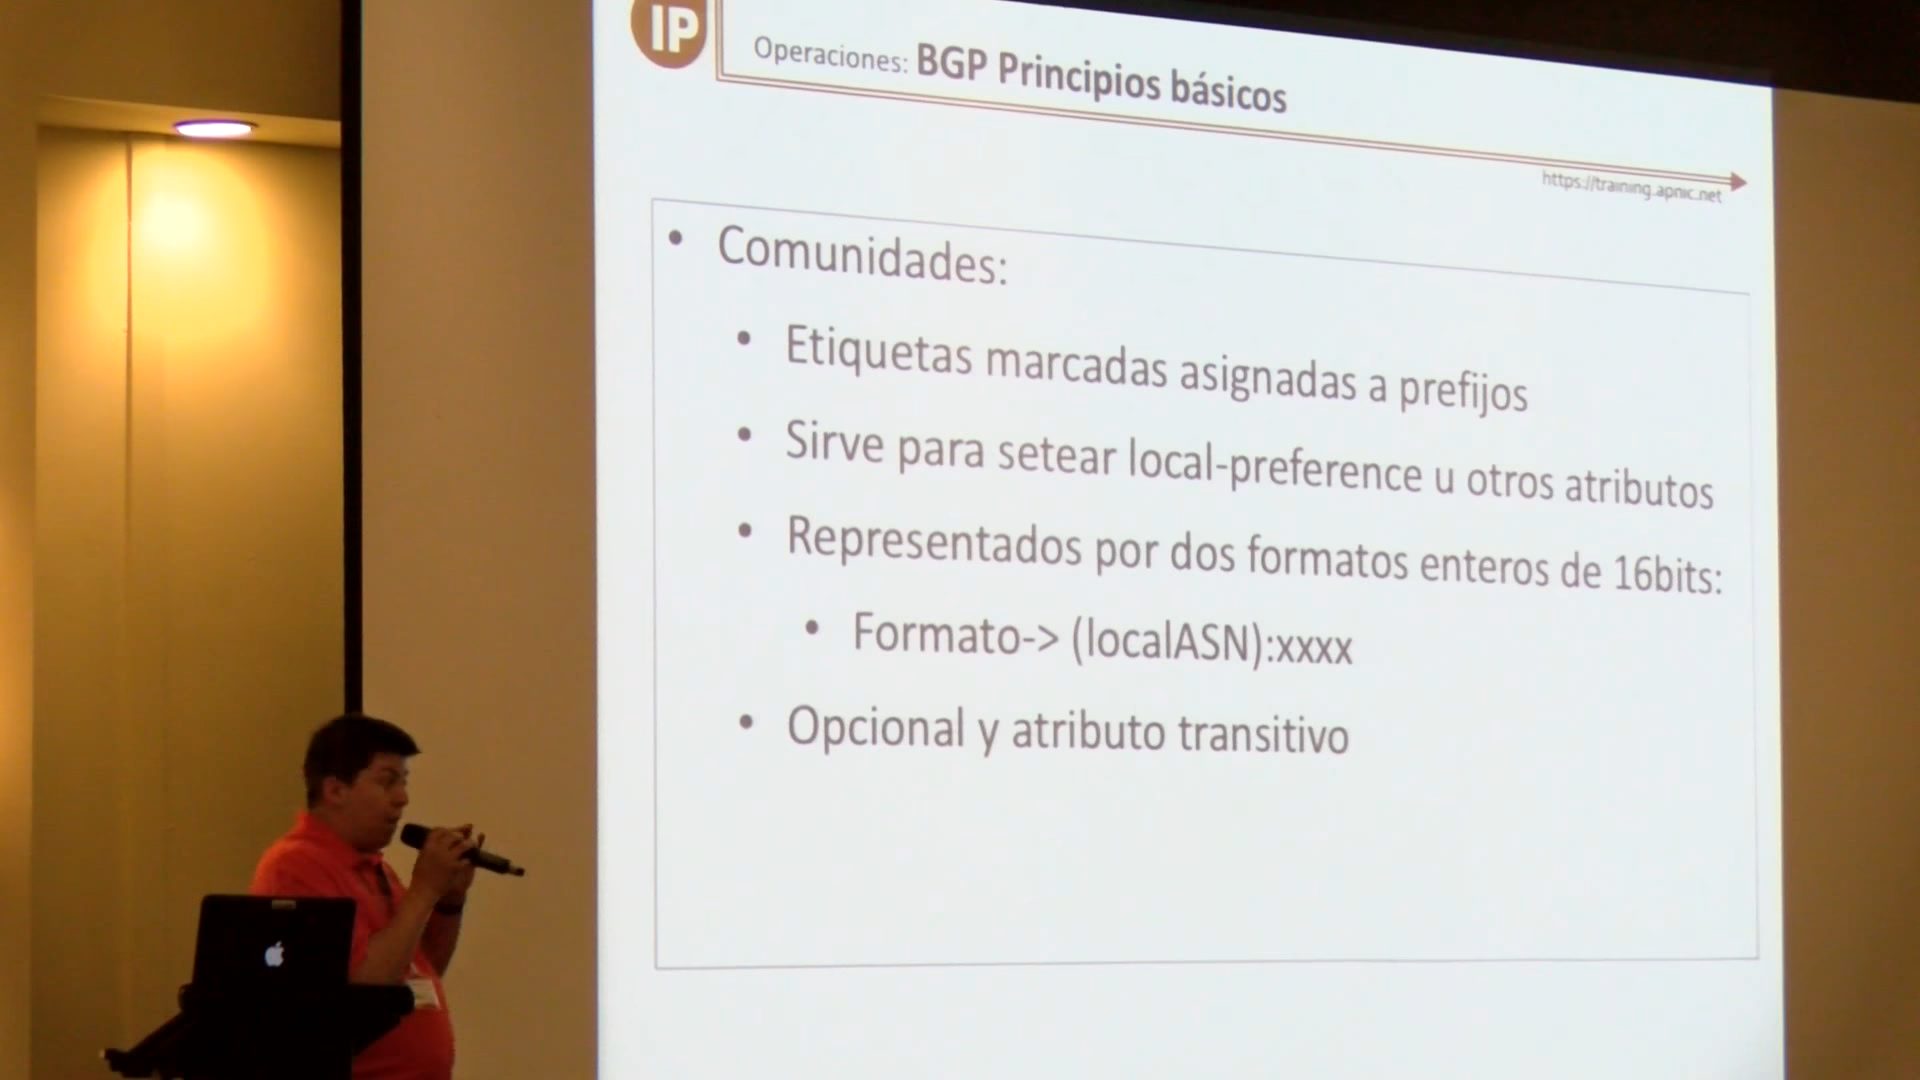 IP
Operaciones: BGP Principios básicos
https://training.apnic.net
• Comunidades:
• Etiquetas marcadas asignadas a prefijos
• Sirve para setear local-preference u otros atributos
• Representados por dos formatos enteros de 16bits:
• Formato-> (localASN):xxxx
• Opcional y atributo transitivo